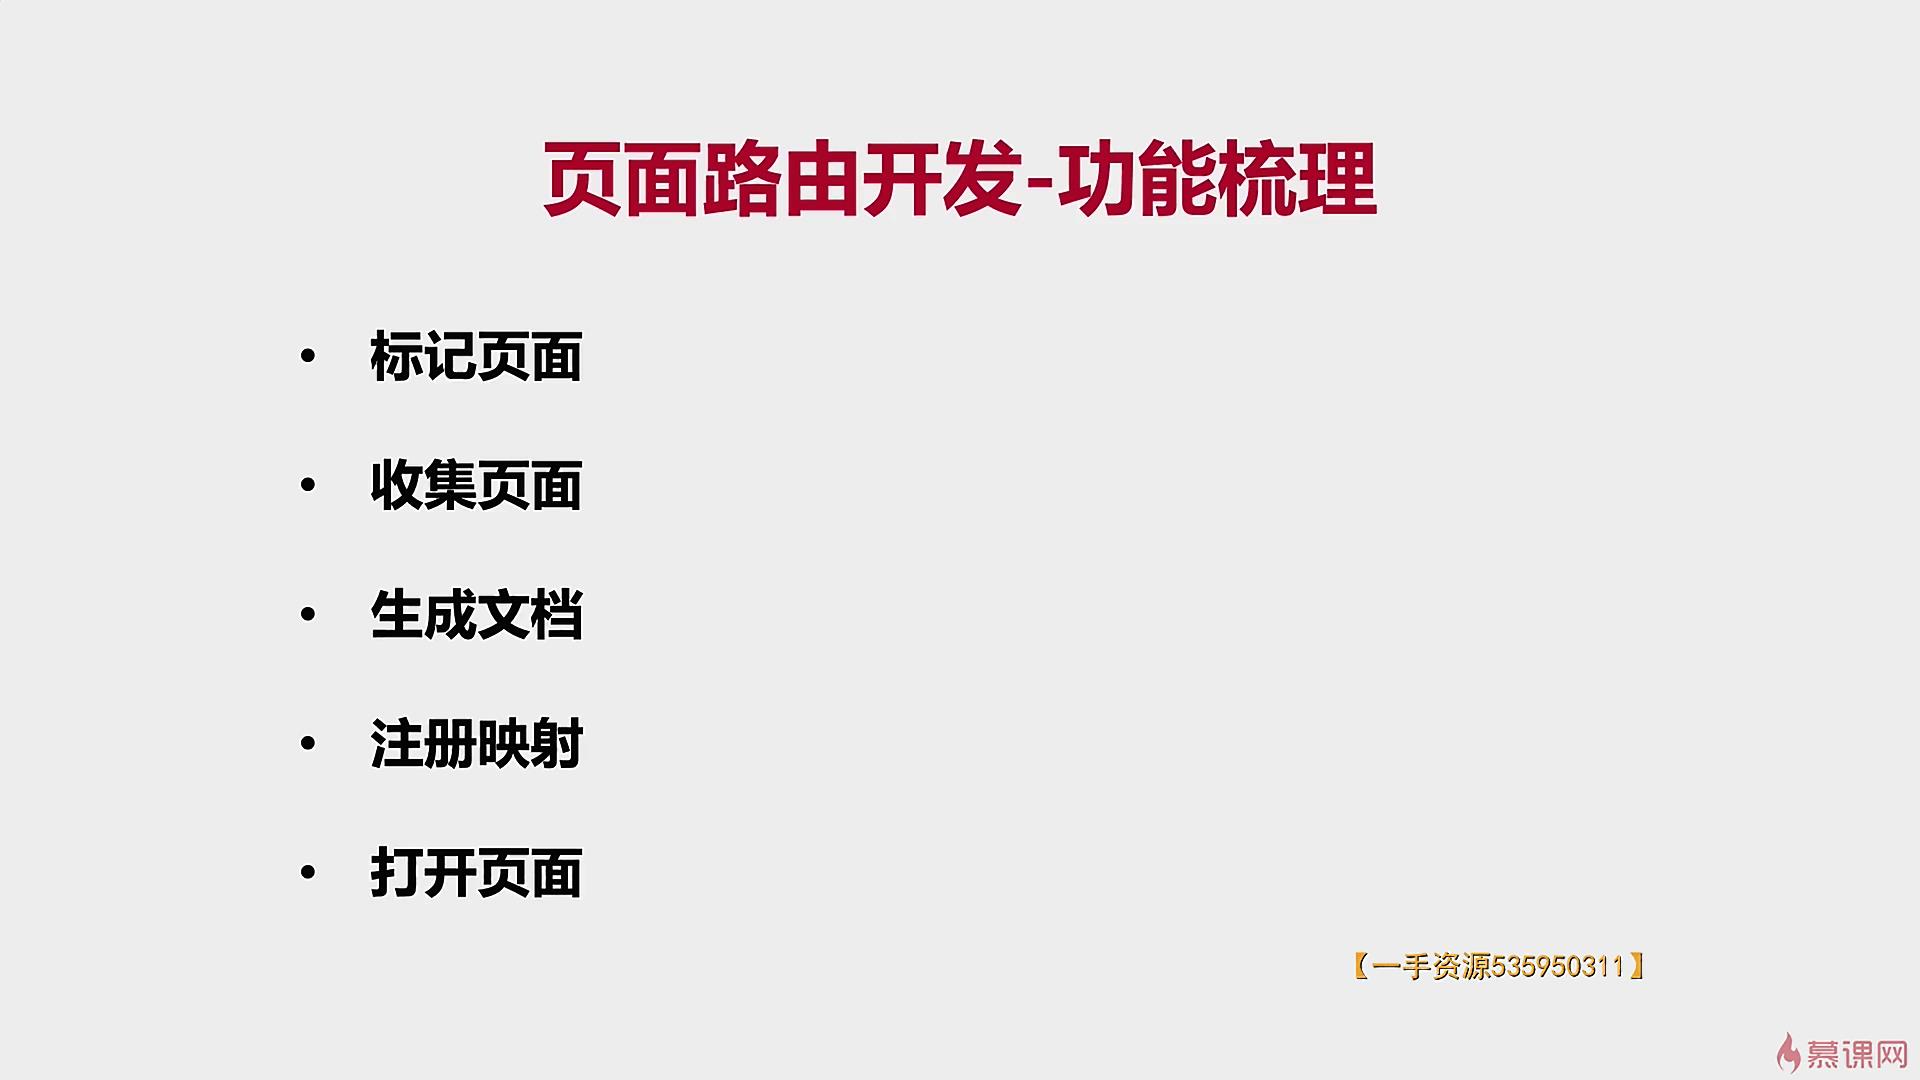 页面路由开发-功能梳理
• 标记页面
• 收集页面
• 生成文档
• 注册映射
• 打开页面
【一手资源535950311】
慕课网